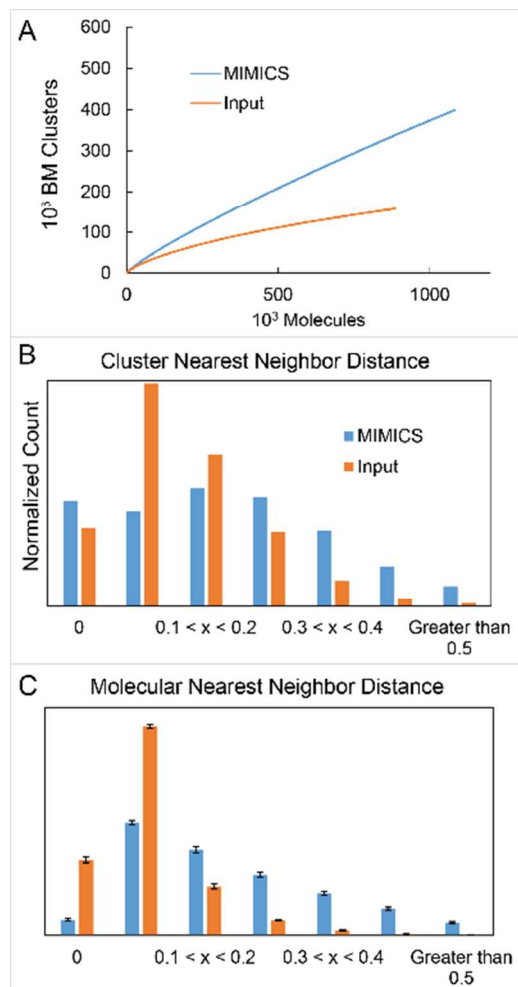 A
10³ BM Clusters
600
500
400
300
200
100
0
MIMICS
Input
0
500
1000
10³ Molecules
B
Cluster Nearest Neighbor Distance
Normalized Count
MIMICS
Input
0
0.1 < x < 0.2
0.3 < x < 0.4
Greater than
0.5
C
Molecular Nearest Neighbor Distance
0
0.1 < x < 0.2
0.3 < x < 0.4
Greater than
0.5